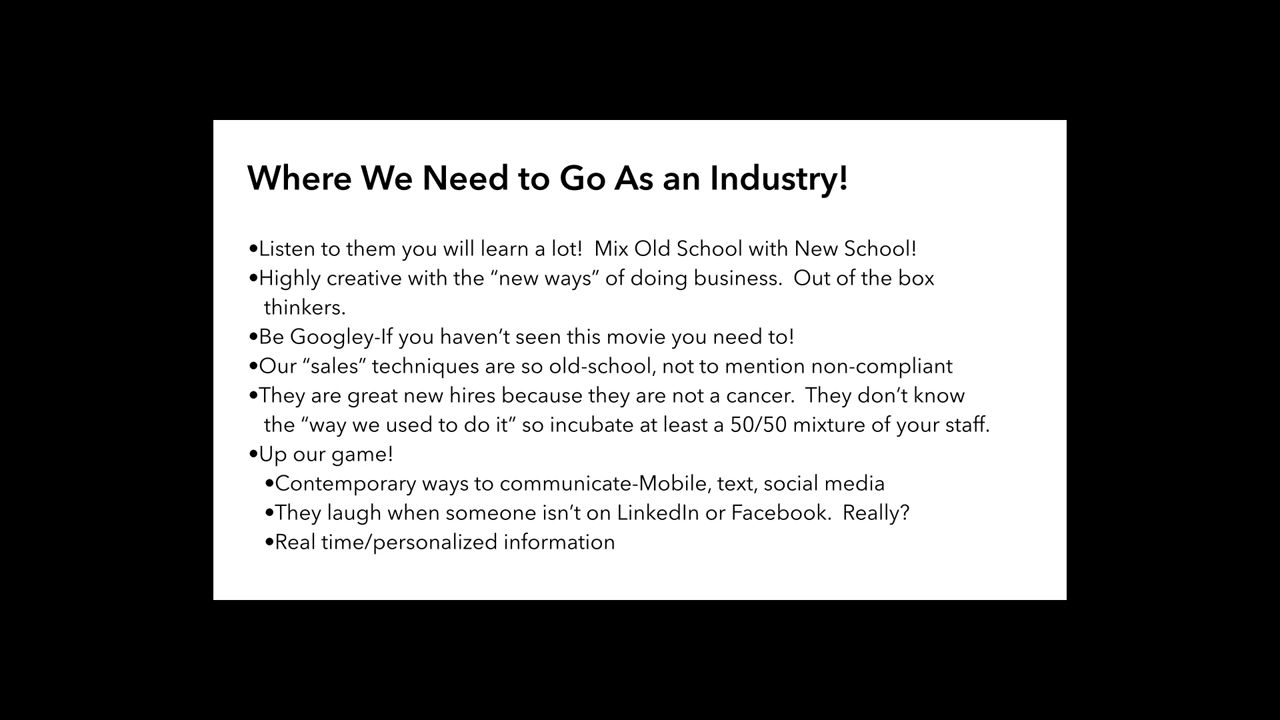 Where We Need to Go As an Industry!
•Listen to them you will learn a lot!  Mix Old School with New School!
•Highly creative with the “new ways” of doing business.  Out of the box
thinkers.
•Be Googley-If you haven’t seen this movie you need to!
•Our “sales” techniques are so old-school, not to mention non-compliant
•They are great new hires because they are not a cancer.  They don’t know
the “way we used to do it” so incubate at least a 50/50 mixture of your staff.
•Up our game!
•Contemporary ways to communicate-Mobile, text, social media
•They laugh when someone isn’t on LinkedIn or Facebook.  Really?
•Real time/personalized information